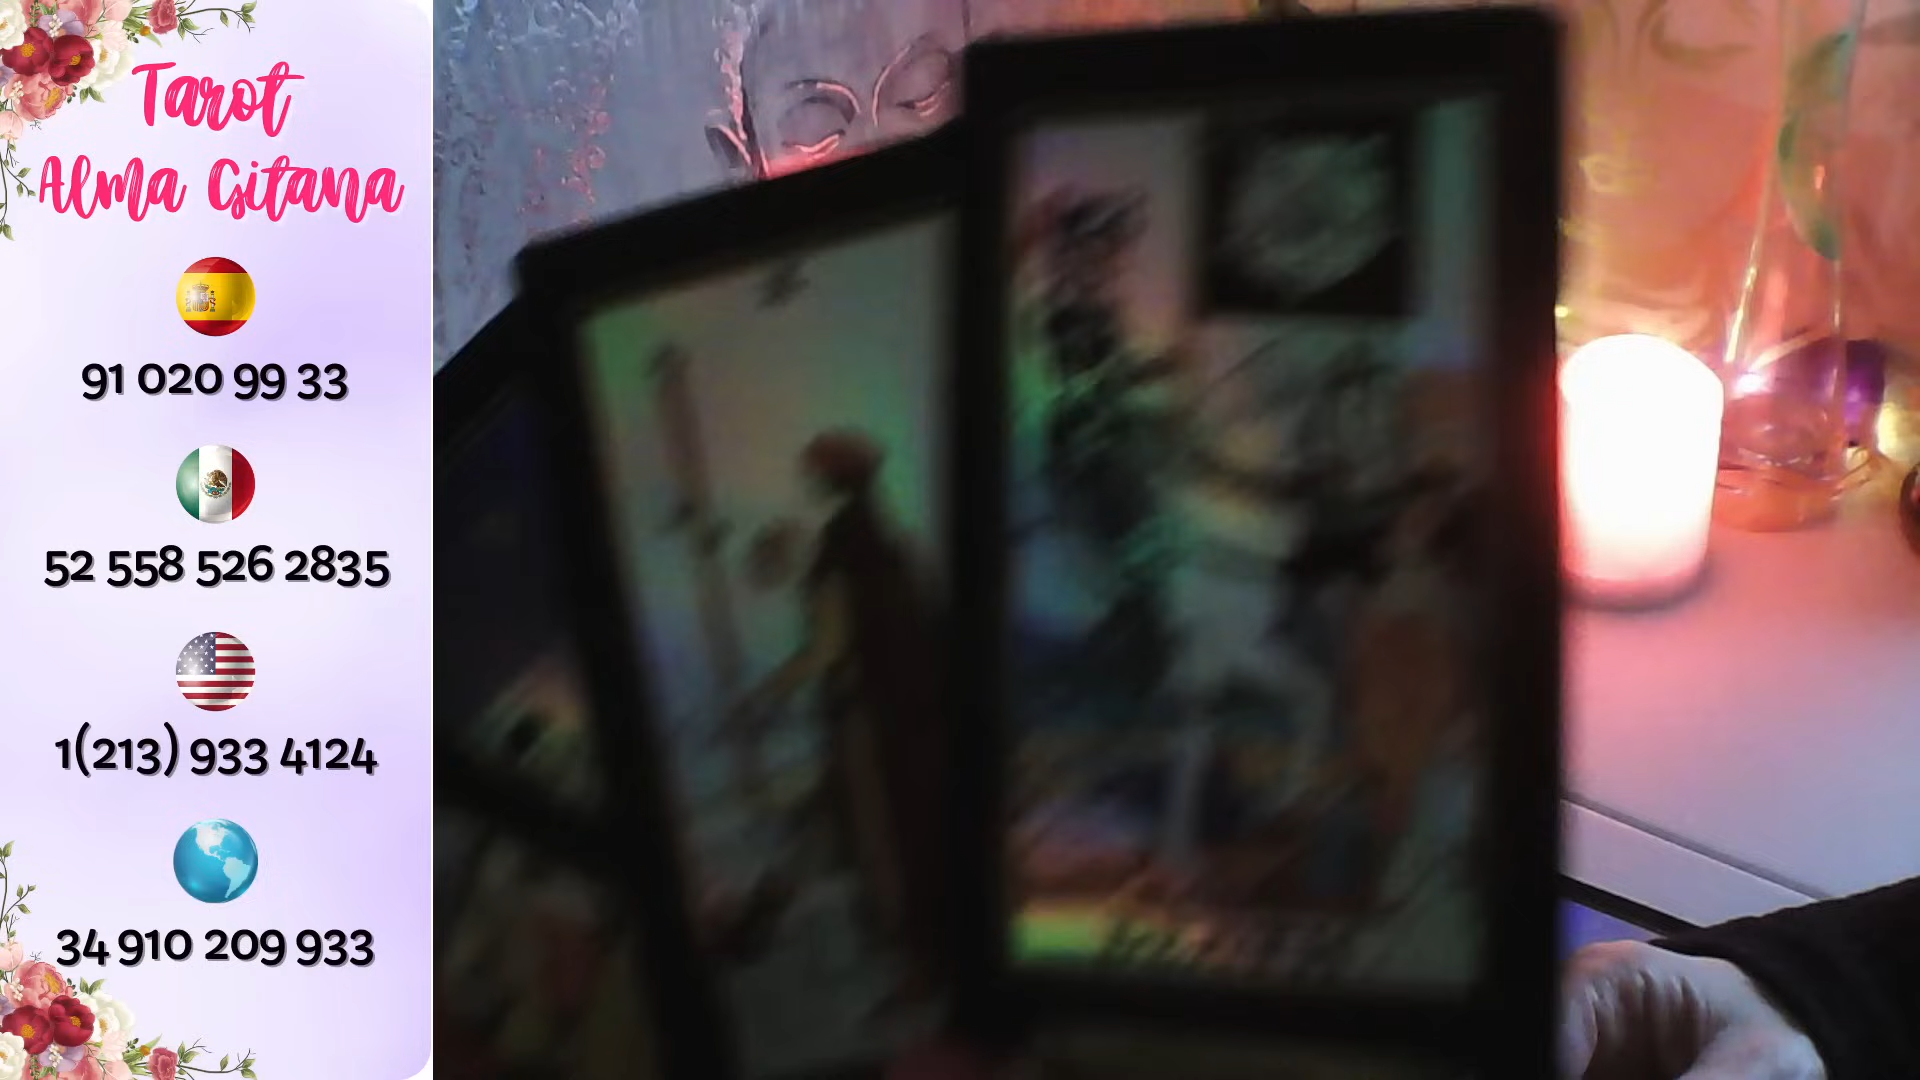 Tarot
Alma Gitana
91 020 99 33
52 558 526 2835
1(213) 933 4124
34 910 209 933